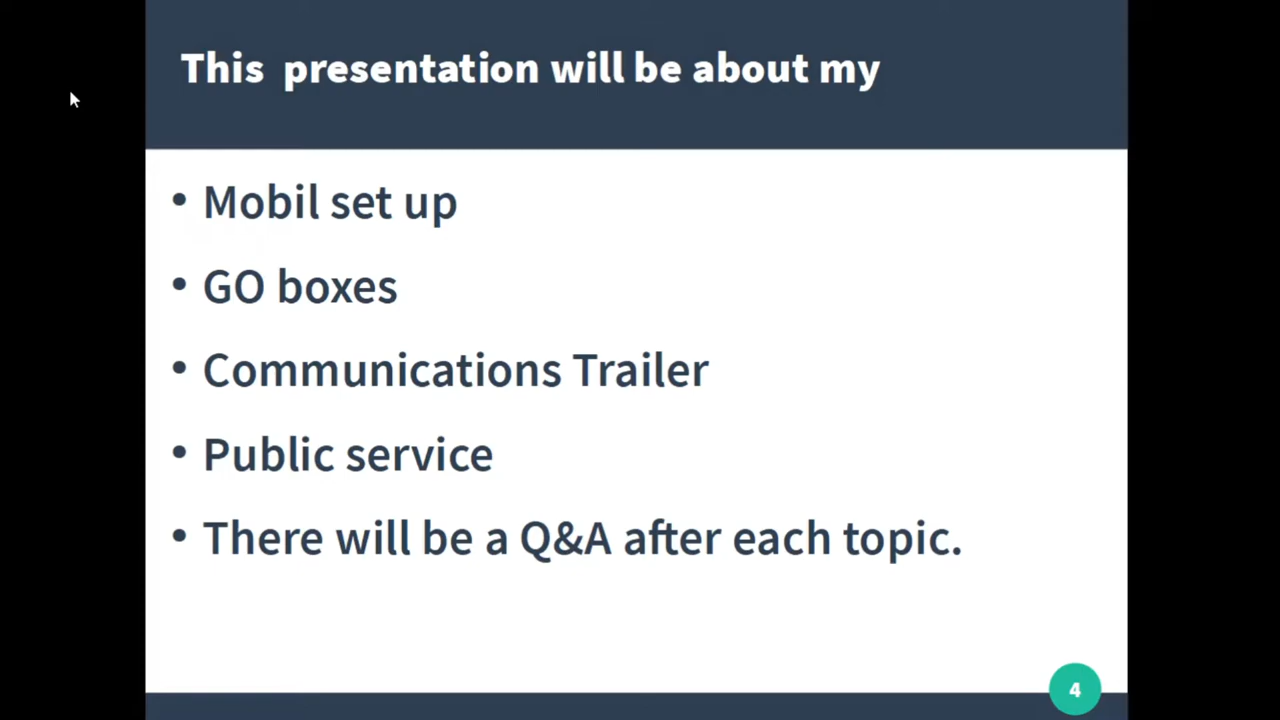 This  presentation will be about my
• Mobil set up
• GO boxes
• Communications Trailer
• Public service
• There will be a Q&A after each topic.
4